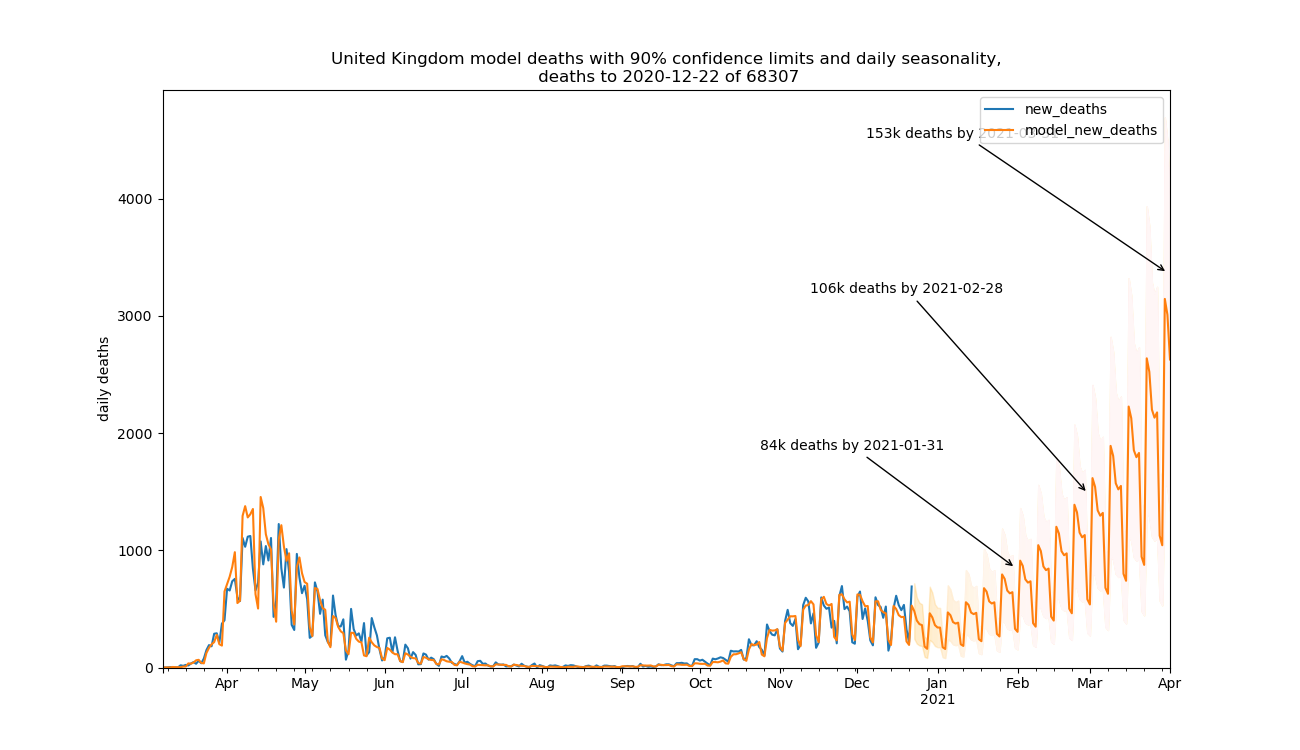 United Kingdom model deaths with 90% confidence limits and daily seasonality,
deaths to 2020-12-22 of 68307
new_deaths
model_new_deaths
153k deaths by
106k deaths by 2021-02-28
84k deaths by 2021-01-31
daily deaths
4000
3000
2000
1000
0
Apr May Jun Jul Aug Sep Oct Nov Dec Jan Feb Mar Apr
2021